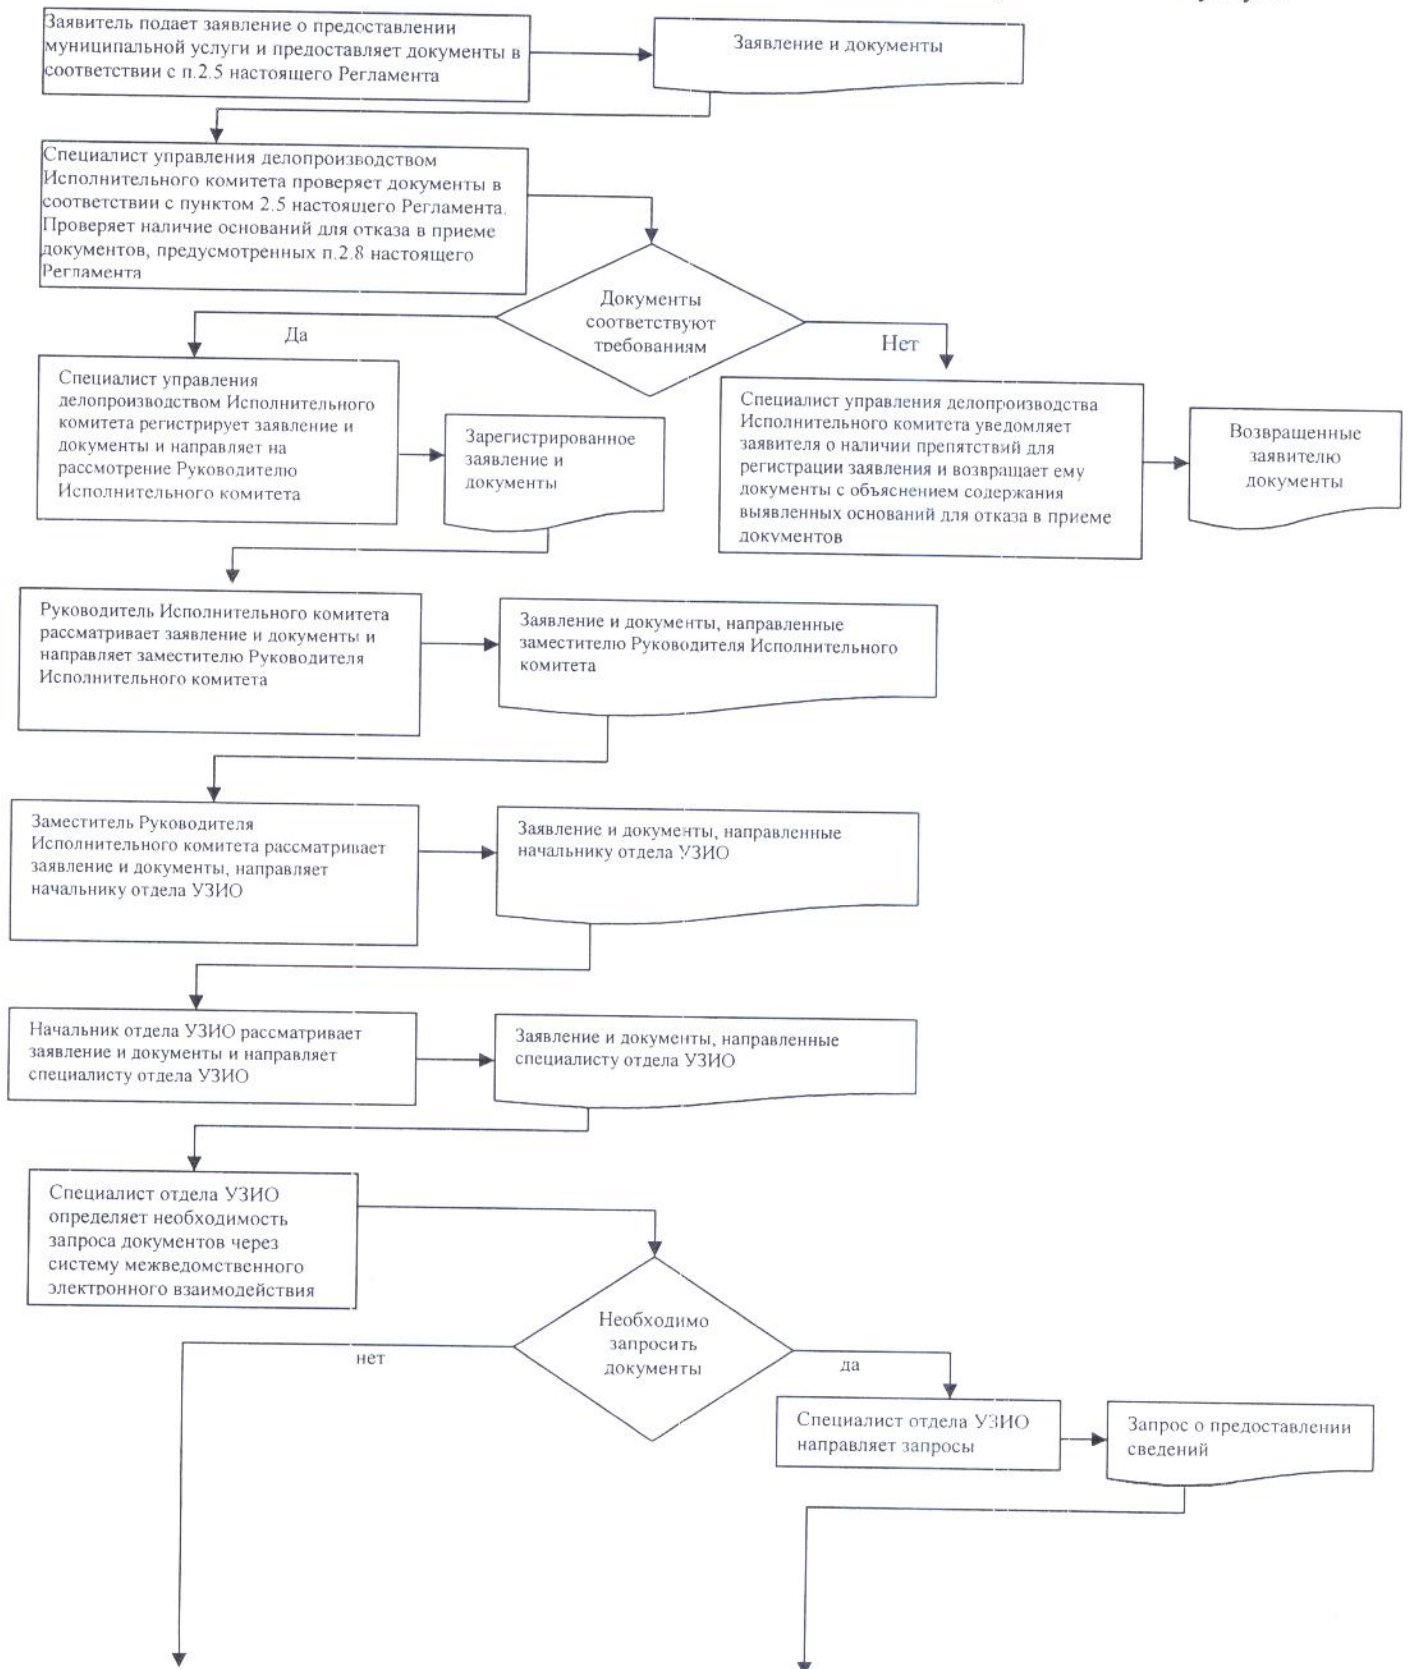 Заявитель подает заявление о предоставлении
муниципальной услуги и предоставляет документы в
соответствии с п.2.5 настоящего Регламента
Заявление и документы
Специалист управления делопроизводством
Исполнительного комитета проверяет документы в
соответствии с пунктом 2.5 настоящего Регламента.
Проверяет наличие оснований для отказа в приеме
документов, предусмотренных п.2.8 настоящего
Регламента
Документы
соответствуют
требованиям
Да
Нет
Специалист управления
делопроизводством Исполнительного
комитета регистрирует заявление и
документы и направляет на
рассмотрение Руководителю
Исполнительного комитета
Зарегистрированное
заявление и
документы
Специалист управления делопроизводства
Исполнительного комитета уведомляет
заявителя о наличии препятствий для
регистрации заявления и возвращает ему
документы с объяснением содержания
выявленных оснований для отказа в приеме
документов
Возвращенные
заявителю
документы
Руководитель Исполнительного комитета
рассматривает заявление и документы и
направляет заместителю Руководителя
Исполнительного комитета
Заявление и документы, направленные
заместителю Руководителя Исполнительного
комитета
Заместитель Руководителя
Исполнительного комитета рассматривает
заявление и документы, направляет
начальнику отдела УЗИО
Заявление и документы, направленные
начальнику отдела УЗИО
Начальник отдела УЗИО рассматривает
заявление и документы и направляет
специалисту отдела УЗИО
Заявление и документы, направленные
специалисту отдела УЗИО
Специалист отдела УЗИО
определяет необходимость
запроса документов через
систему межведомственного
электронного взаимодействия
Необходимо
запросить
документы
нет
да
Специалист отдела УЗИО
направляет запросы
Запрос о предоставлении
сведений